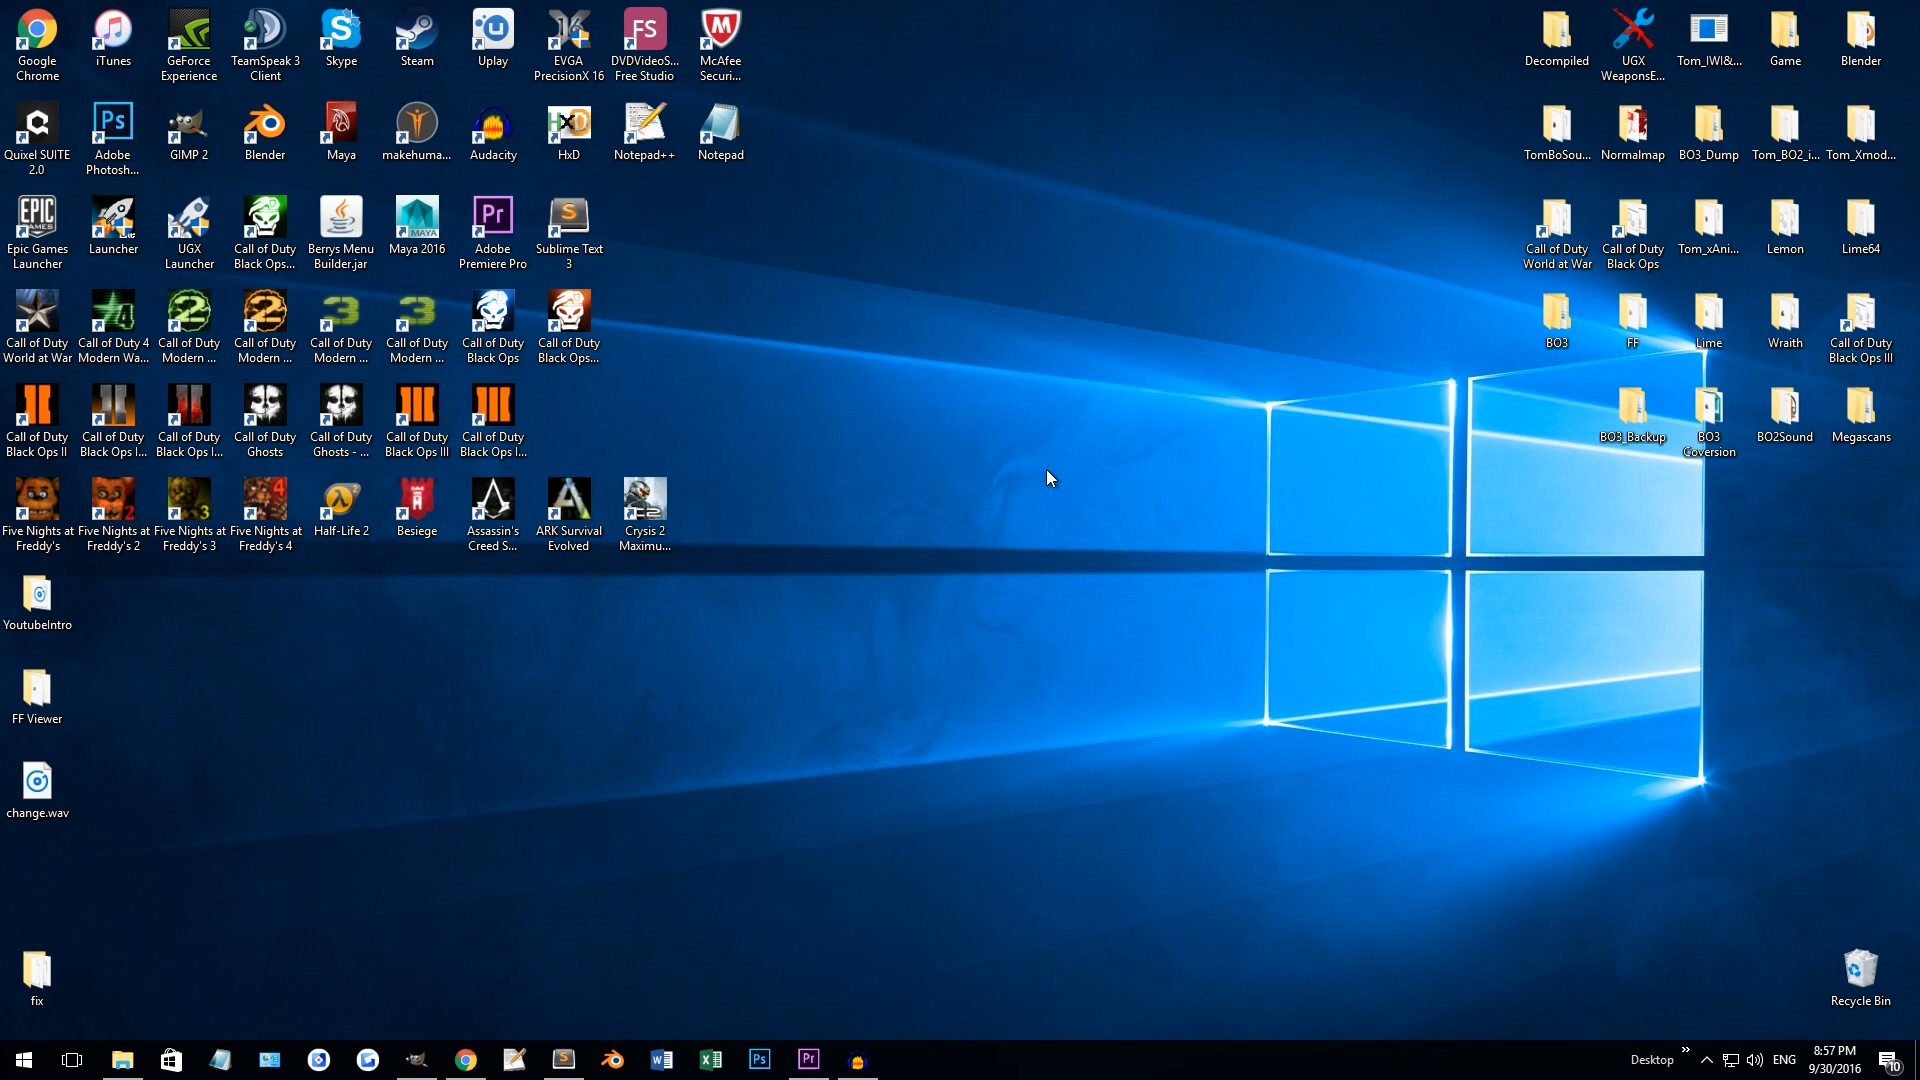 Google Chrome
iTunes
GeForce Experience
TeamSpeak 3 Client
Skype
Steam
Uplay
EVGA PrecisionX 16
DVDVideoS... Free Studio
McAfee Securi...
Decompiled
UGX WeaponsE...
Tom_IWI&...
Game
Blender
Quixel SUITE 2.0
Adobe Photosh...
GIMP 2
Blender
Maya
makehuma...
Audacity
HxD
Notepad++
Notepad
TomBoSou...
Normalmap
BO3_Dump
Tom_BO2_i...
Tom_Xmod...
Epic Games Launcher
Launcher
UGX Launcher
Call of Duty Black Ops...
Berrys Menu Builder.jar
Maya 2016
Adobe Premiere Pro
Sublime Text 3
Call of Duty World at War
Call of Duty Black Ops
Tom_xAni...
Lemon
Lime64
Call of Duty World at War
Call of Duty 4 Modern Wa...
Call of Duty Modern ...
Call of Duty Modern ...
Call of Duty Modern ...
Call of Duty Modern ...
Call of Duty Black Ops
Call of Duty Black Ops...
BO3
FF
Lime
Wraith
Call of Duty Black Ops III
Call of Duty Black Ops II
Call of Duty Black Ops I...
Call of Duty Black Ops I...
Call of Duty Ghosts
Call of Duty Ghosts - ...
Call of Duty Black Ops III
Call of Duty Black Ops I...
BO3_Backup
BO3 Coversion
BO2Sound
Megascans
Five Nights at Freddy's
Five Nights at Freddy's 2
Five Nights at Freddy's 3
Five Nights at Freddy's 4
Half-Life 2
Besiege
Assassin's Creed S...
ARK Survival Evolved
Crysis 2 Maximu...
YoutubeIntro
FF Viewer
change.wav
fix
Recycle Bin
Desktop
ENG
8:57 PM
9/30/2016
10